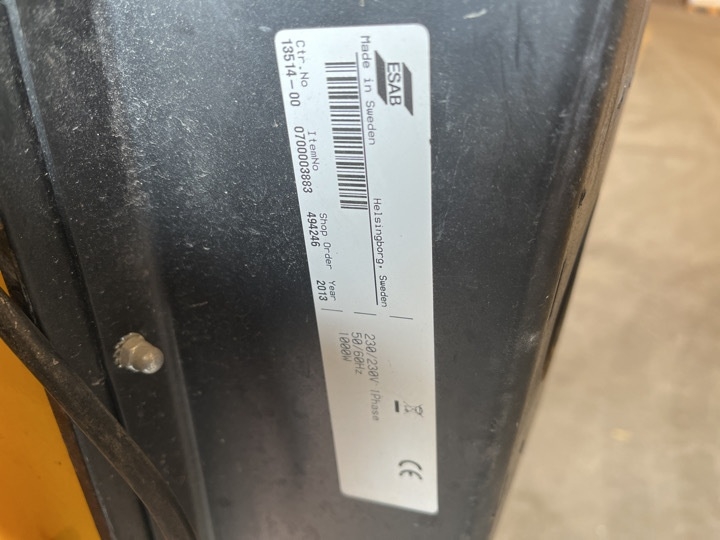 ESAB
Made in Sweden
Helsingborg, Sweden
Ctr.No
13514-00
ItemNo
0700003883
Shop Order
494246
Year
2013
230/230V 1Phase
50/60Hz
1000W
CE